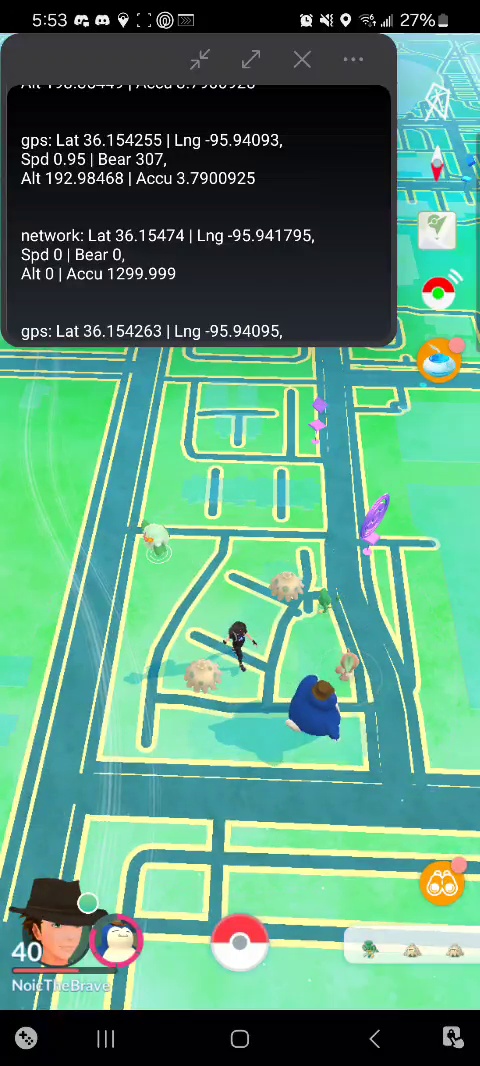 5:53
27%
gps: Lat 36.154255 | Lng -95.94093,
Spd 0.95 | Bear 307,
Alt 192.98468 | Accu 3.7900925
network: Lat 36.15474 | Lng -95.941795,
Spd 0 | Bear 0,
Alt 0 | Accu 1299.999
gps: Lat 36.154263 | Lng -95.94095,
40
NoicTheBrave